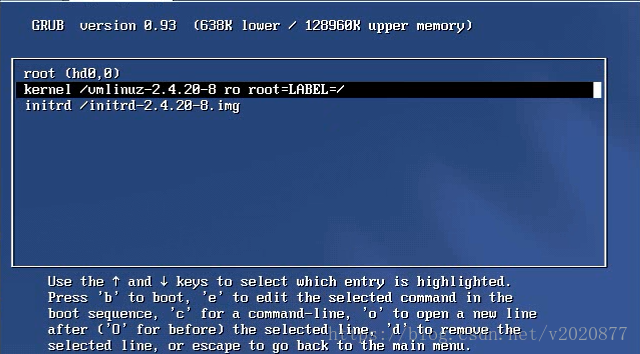 GRUB version 0.93 (638K lower / 128960K upper memory)
root (hd0,0)
kernel /vmlinuz-2.4.20-8 ro root=LABEL=/
initrd /initrd-2.4.20-8.img
Use the ↑ and ↓ keys to select which entry is highlighted.
Press 'b' to boot, 'e' to edit the selected command in the
boot sequence, 'c' for a command-line, 'o' to open a new line
after ('O' for before) the selected line, 'd' to remove the
selected line, or escape to go back to the main menu.
https://blog.csdn.net/v2020877